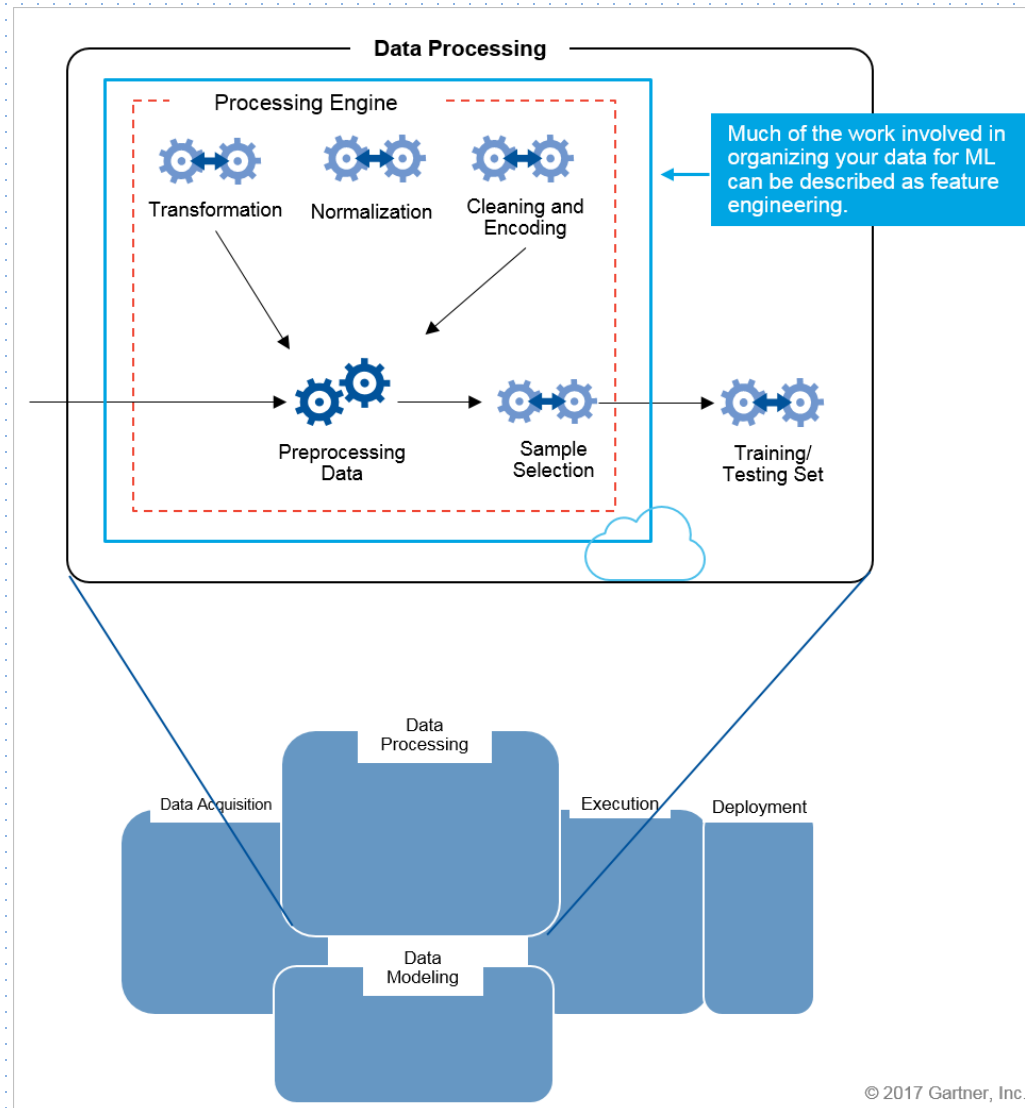 Data Processing
Processing Engine
Transformation
Normalization
Cleaning and
Encoding
Much of the work involved in
organizing your data for ML
can be described as feature
engineering.
Preprocessing
Data
Sample
Selection
Training/
Testing Set
Data
Processing
Data Acquisition
Execution
Deployment
Data
Modeling
© 2017 Gartner, Inc.